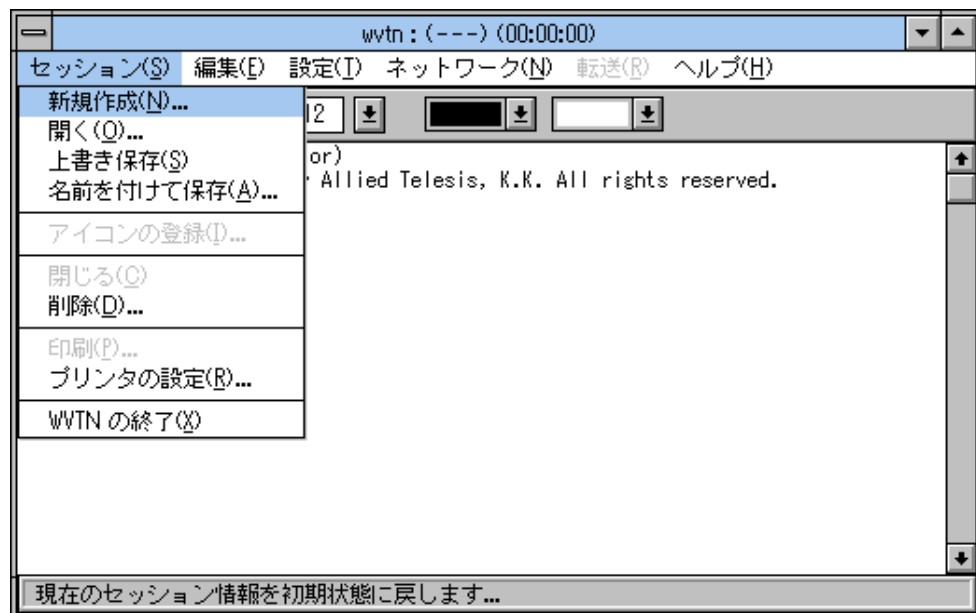 wvtn : (---) (00:00:00)
セッション(S) 編集(E) 設定(T) ネットワーク(N) 転送(R) ヘルプ(H)
新規作成(N)...
12
開く(O)...
上書き保存(S)
or)
名前を付けて保存(A)...
Allied Telesis, K.K. All rights reserved.
アイコンの登録(I)...
閉じる(C)
削除(D)...
印刷(P)...
プリンタの設定(R)...
WVTN の終了(X)
現在のセッション情報を初期状態に戻します...